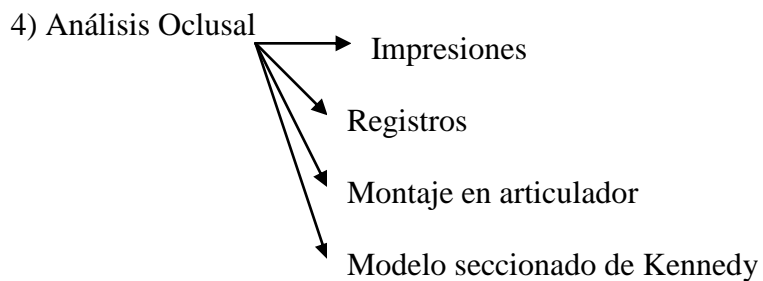 4) Análisis Oclusal
Impresiones
Registros
Montaje en articulador
Modelo seccionado de Kennedy